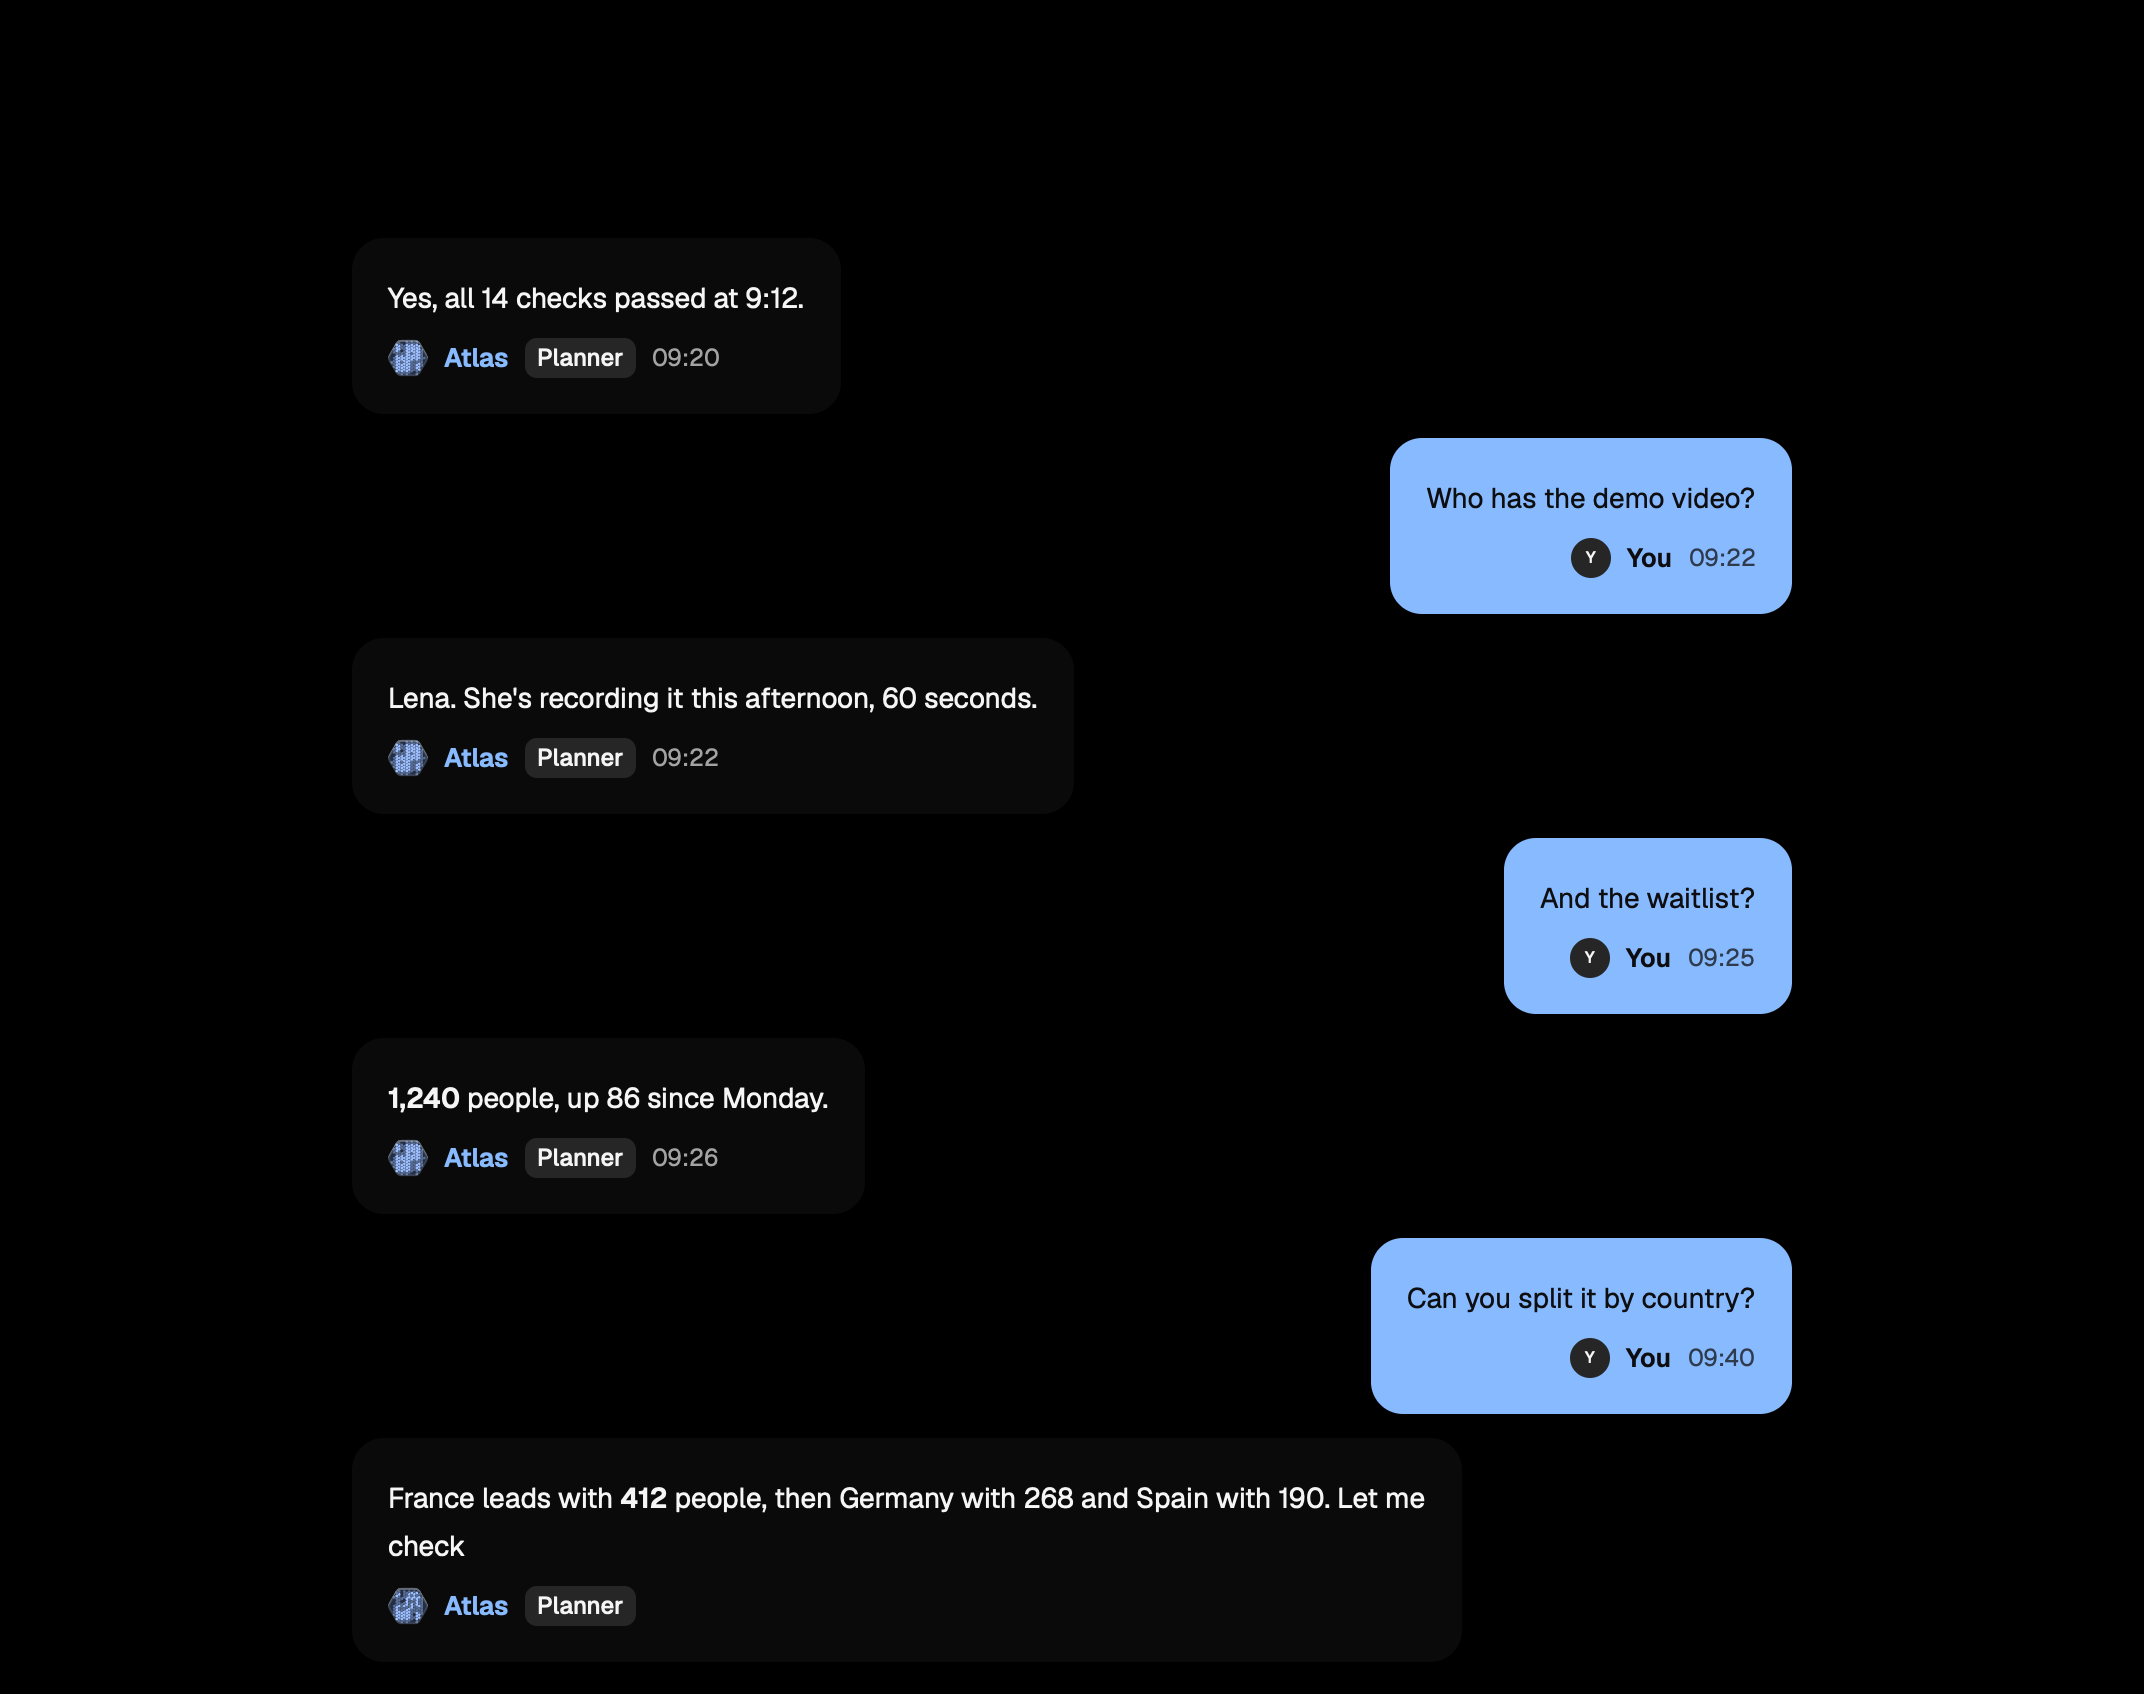 Yes, all 14 checks passed at 9:12.
Atlas Planner 09:20
Who has the demo video?
Y You 09:22
Lena. She's recording it this afternoon, 60 seconds.
Atlas Planner 09:22
And the waitlist?
Y You 09:25
1,240 people, up 86 since Monday.
Atlas Planner 09:26
Can you split it by country?
Y You 09:40
France leads with 412 people, then Germany with 268 and Spain with 190. Let me
check
Atlas Planner